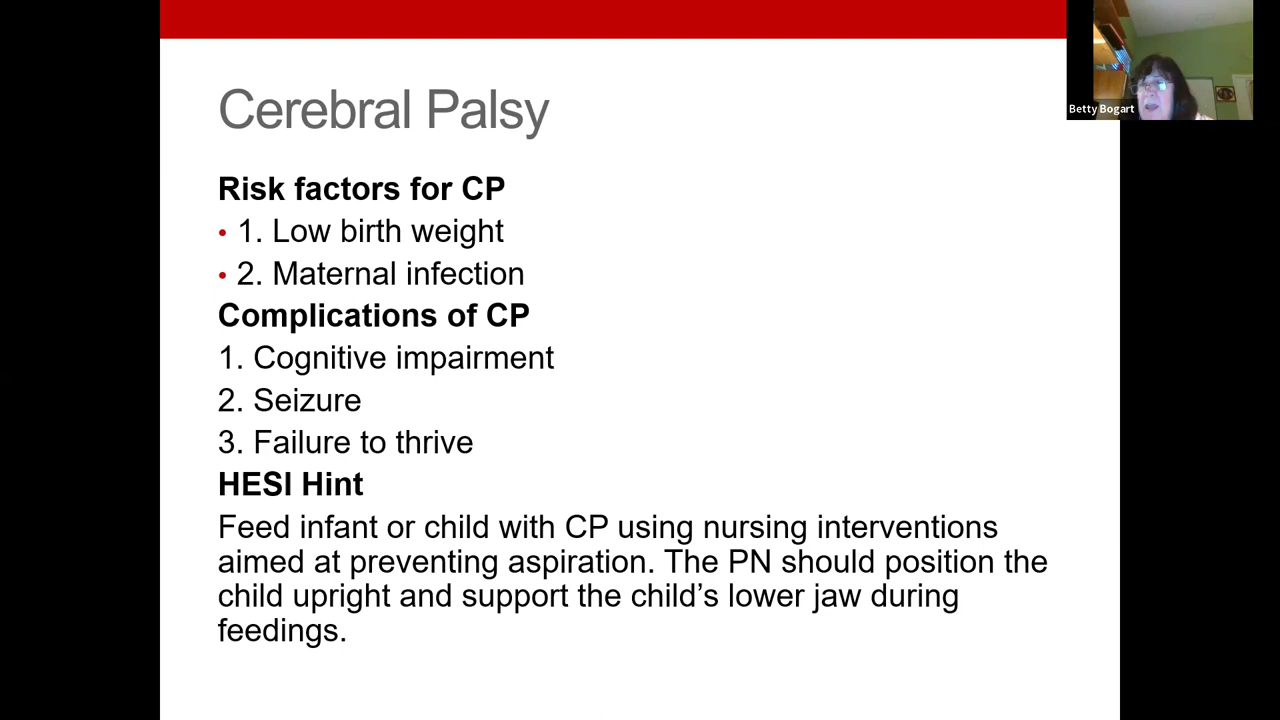 Cerebral Palsy
Betty Bogart
Risk factors for CP
• 1. Low birth weight
• 2. Maternal infection
Complications of CP
1. Cognitive impairment
2. Seizure
3. Failure to thrive
HESI Hint
Feed infant or child with CP using nursing interventions
aimed at preventing aspiration. The PN should position the
child upright and support the child’s lower jaw during
feedings.